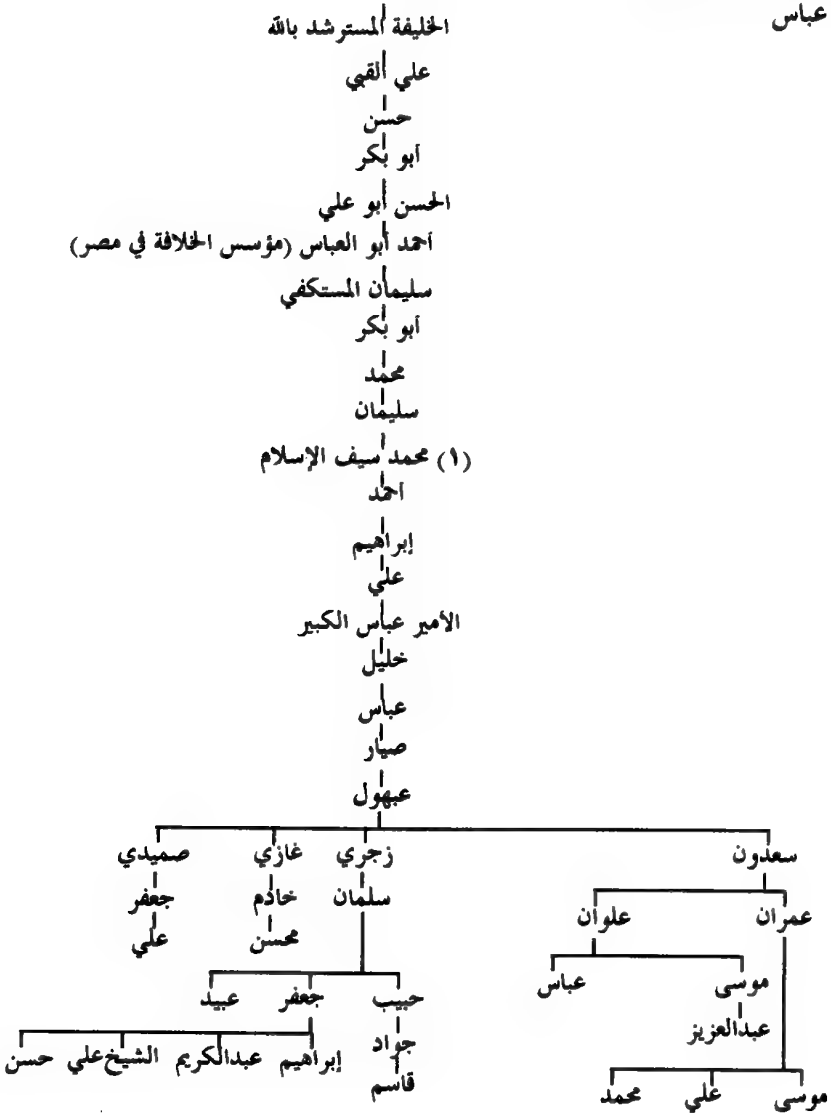 عباس
الخليفة المسترشد بالله
علي القبي
حسن
أبو بكر
الحسن أبو علي
أحمد أبو العباس (مؤسس الخلافة في مصر)
سليمان المستكفي
أبو بكر
محمد
سليمان
(١) محمد سيف الإسلام
أحمد
إبراهيم
علي
الأمير عباس الكبير
خليل
عباس
صيار
عبهول
سعدون زجري غازي صميدي
عمران علوان سلمان خادم جعفر
محسن علي
موسى عباس حبيب جعفر عبيد
عبدالعزيز جواد
إبراهيم عبدالكريم الشيخ علي حسن
قاسم
موسى علي محمد